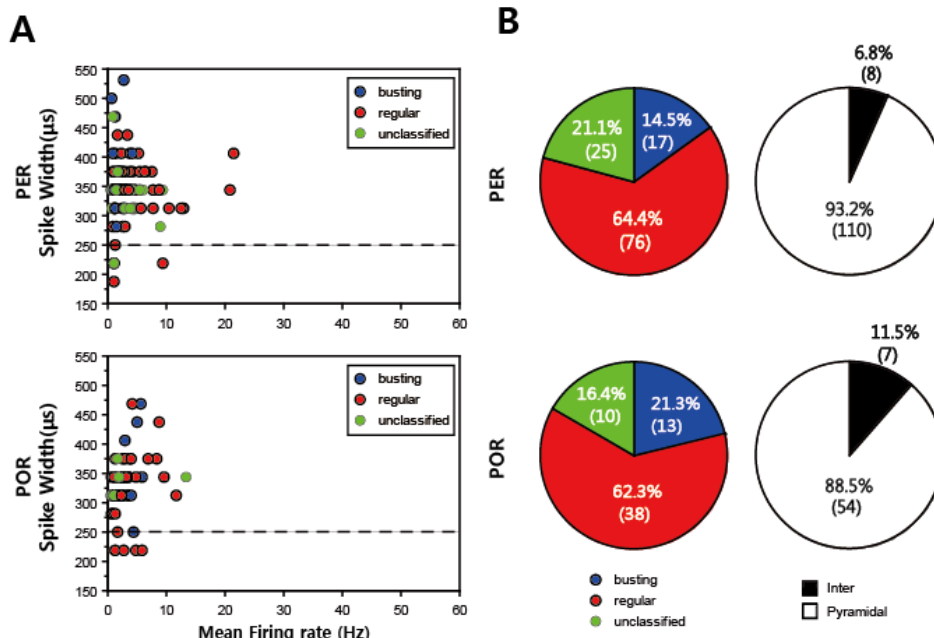 A
PER
Spike Width(µs)
550
500
450
400
350
300
250
200
150
0 10 20 30 40 50 60
busting
regular
unclassified
POR
Spike Width(µs)
550
500
450
400
350
300
250
200
150
0 10 20 30 40 50 60
busting
regular
unclassified
Mean Firing rate (Hz)
B
PER
21.1%
(25)
14.5%
(17)
64.4%
(76)
6.8%
(8)
93.2%
(110)
POR
16.4%
(10)
21.3%
(13)
62.3%
(38)
11.5%
(7)
88.5%
(54)
busting
regular
unclassified
Inter
Pyramidal